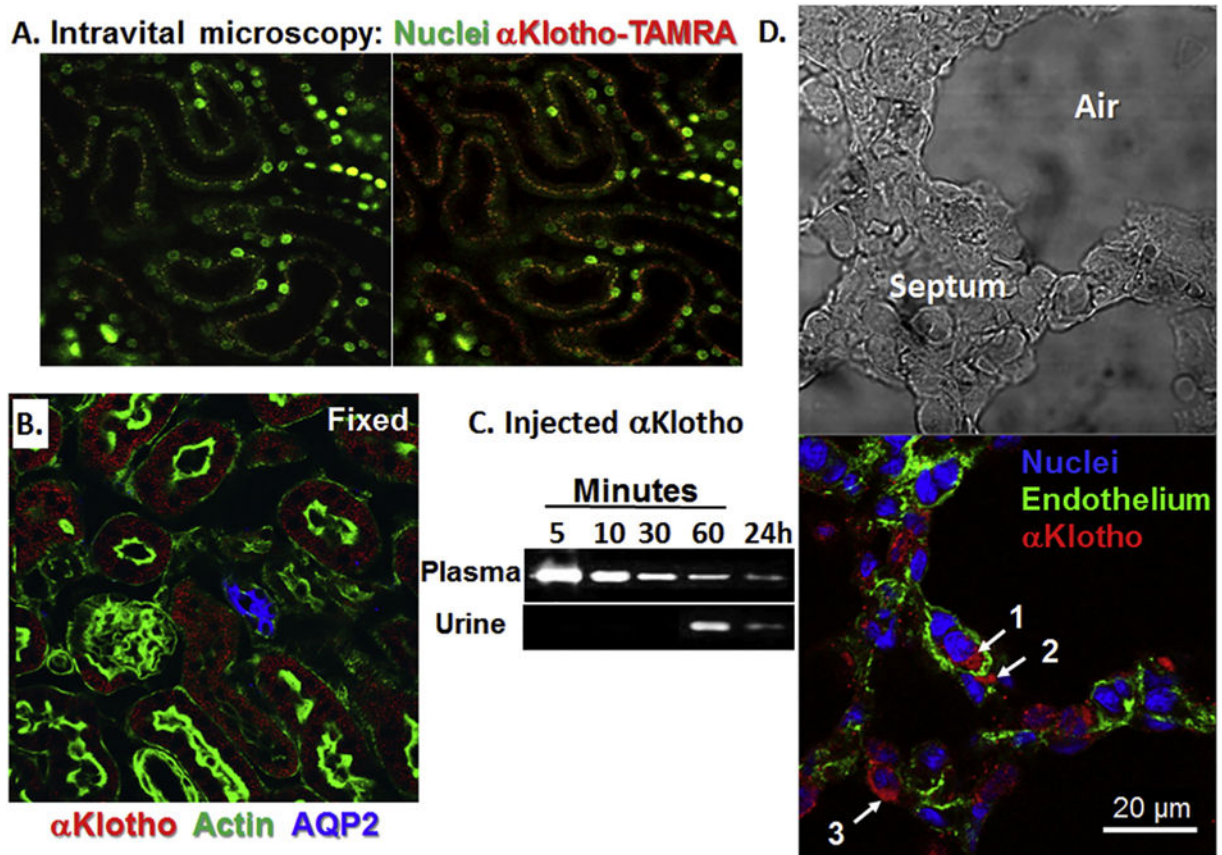 A. Intravital microscopy: Nuclei αKlotho-TAMRA
B.
Fixed
αKlotho Actin AQP2
C. Injected αKlotho
Minutes
5 10 30 60 24h
Plasma
Urine
D.
Air
Septum
Nuclei
Endothelium
αKlotho
1
2
3
20 µm